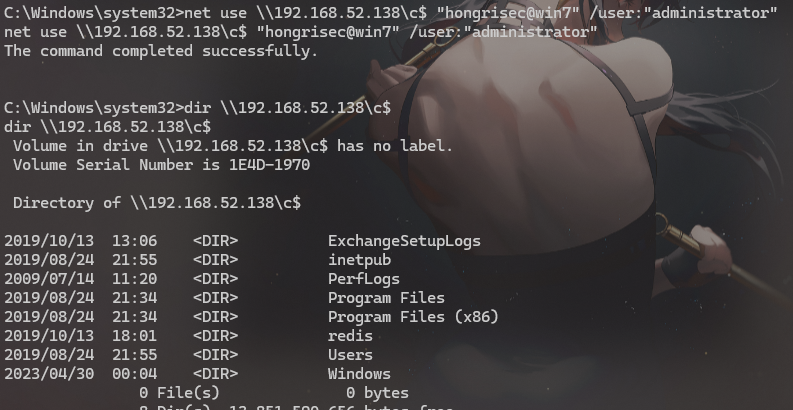 C:\Windows\system32>net use \\192.168.52.138\c$ "hongrisec@win7" /user:"administrator"
net use \\192.168.52.138\c$ "hongrisec@win7" /user:"administrator"
The command completed successfully.
C:\Windows\system32>dir \\192.168.52.138\c$
dir \\192.168.52.138\c$
 Volume in drive \\192.168.52.138\c$ has no label.
 Volume Serial Number is 1E4D-1970
 Directory of \\192.168.52.138\c$
2019/10/13  13:06    <DIR>          ExchangeSetupLogs
2019/08/24  21:55    <DIR>          inetpub
2009/07/14  11:20    <DIR>          PerfLogs
2019/08/24  21:34    <DIR>          Program Files
2019/08/24  21:34    <DIR>          Program Files (x86)
2019/10/13  18:01    <DIR>          redis
2019/08/24  21:55    <DIR>          Users
2023/04/30  00:04    <DIR>          Windows
               0 File(s)              0 bytes